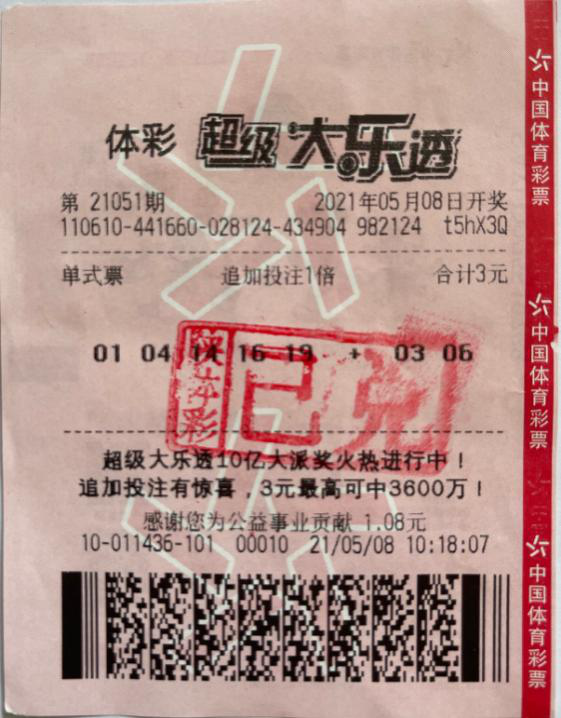 体彩 超级大乐透
第 21051期 2021年05月08日开奖
110610-441660-028124-434904 982124 t5hX3Q
单式票 追加投注1倍 合计3元
01 04 14 16 19 + 03 06
已兑
超级大乐透10亿大派奖火热进行中！
追加投注有惊喜，3元最高可中3600万！
感谢您为公益事业贡献 1.08元
10-011436-101 00010 21/05/08 10:18:07
中国体育彩票
中国体育彩票
中国体育彩票